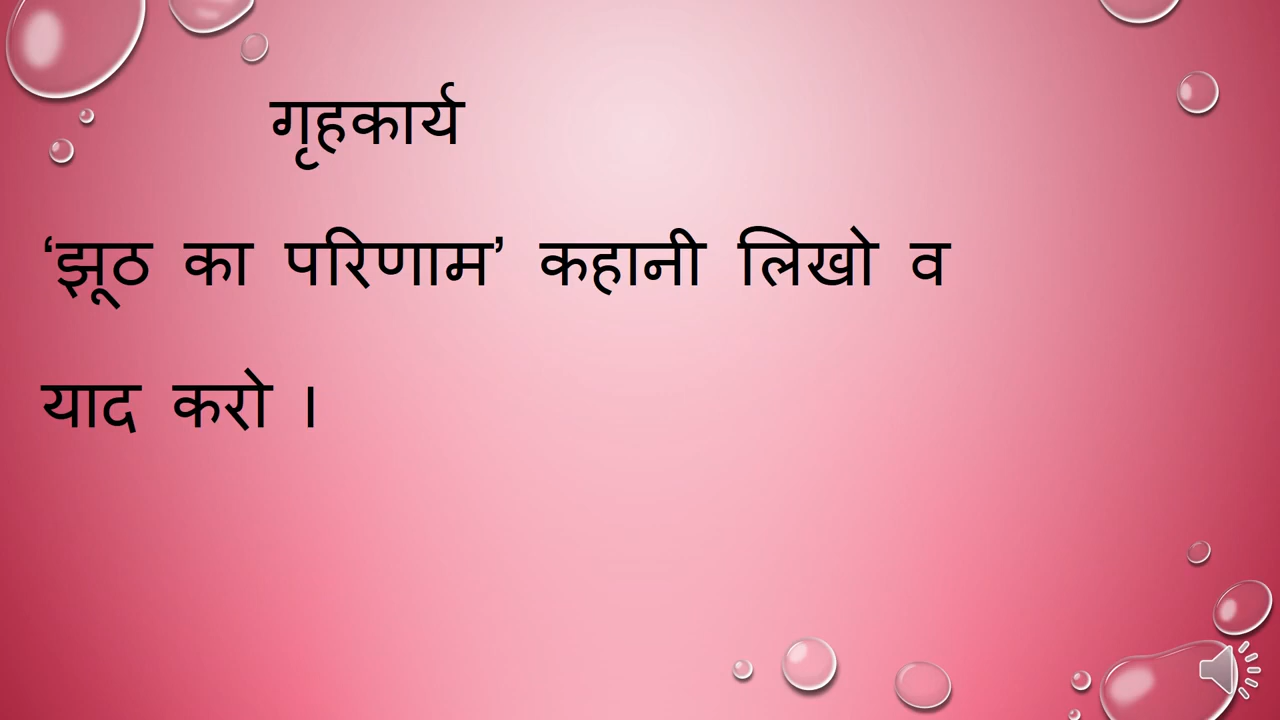 गृहकार्य
‘झूठ का परिणाम’ कहानी लिखो व
याद करो ।